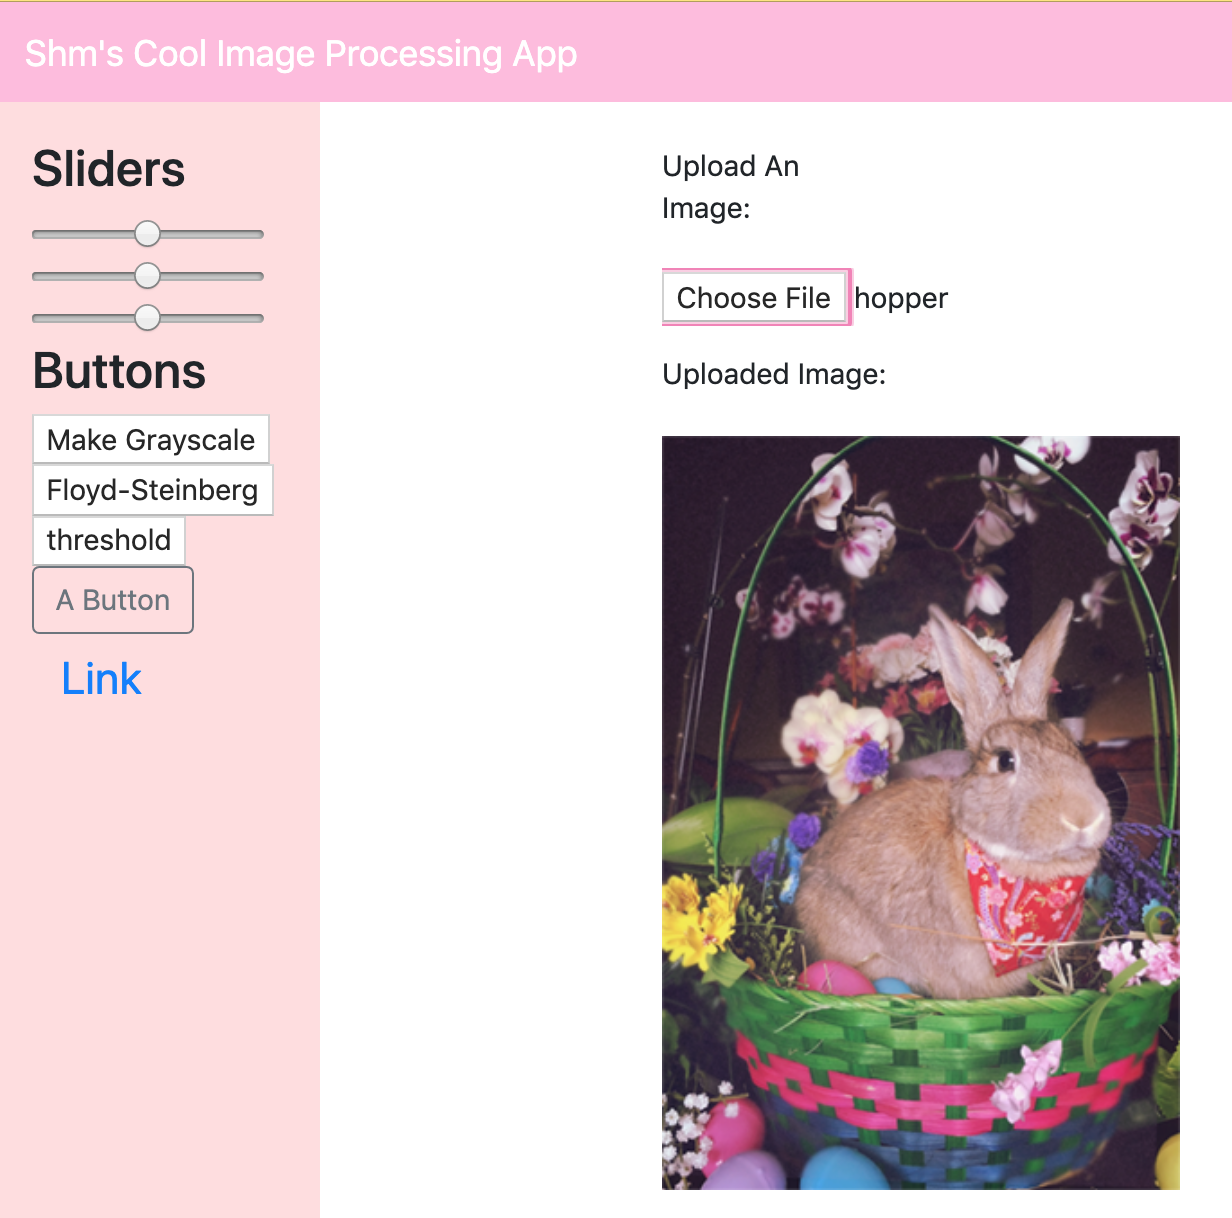 Shm's Cool Image Processing App
Sliders
Buttons
Make Grayscale
Floyd-Steinberg
threshold
A Button
Link
Upload An
Image:
Choose File hopper
Uploaded Image: